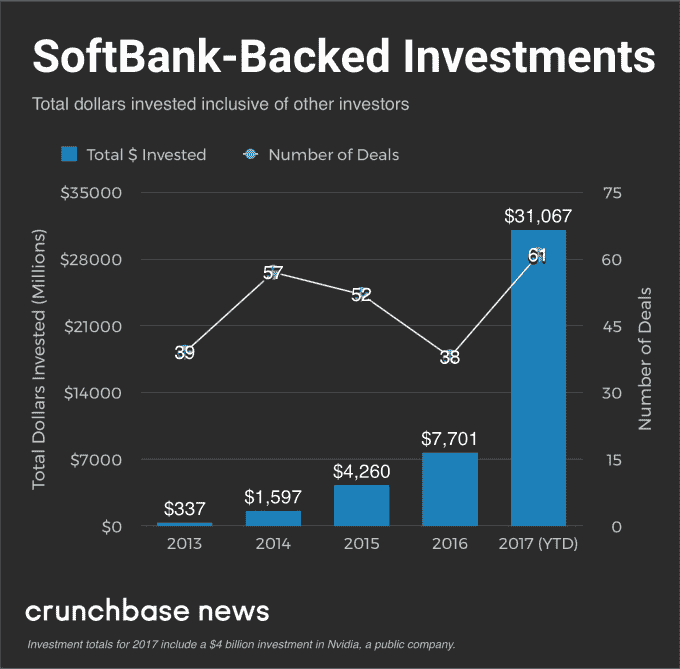 SoftBank-Backed Investments
Total dollars invested inclusive of other investors
Total $ Invested
Number of Deals
Total Dollars Invested (Millions)
$35000
$28000
$21000
$14000
$7000
$0
$337
$1,597
$4,260
$7,701
$31,067
39
57
52
38
61
75
60
45
30
15
0
Number of Deals
2013
2014
2015
2016
2017 (YTD)
crunchbase news
Investment totals for 2017 include a $4 billion investment in Nvidia, a public company.